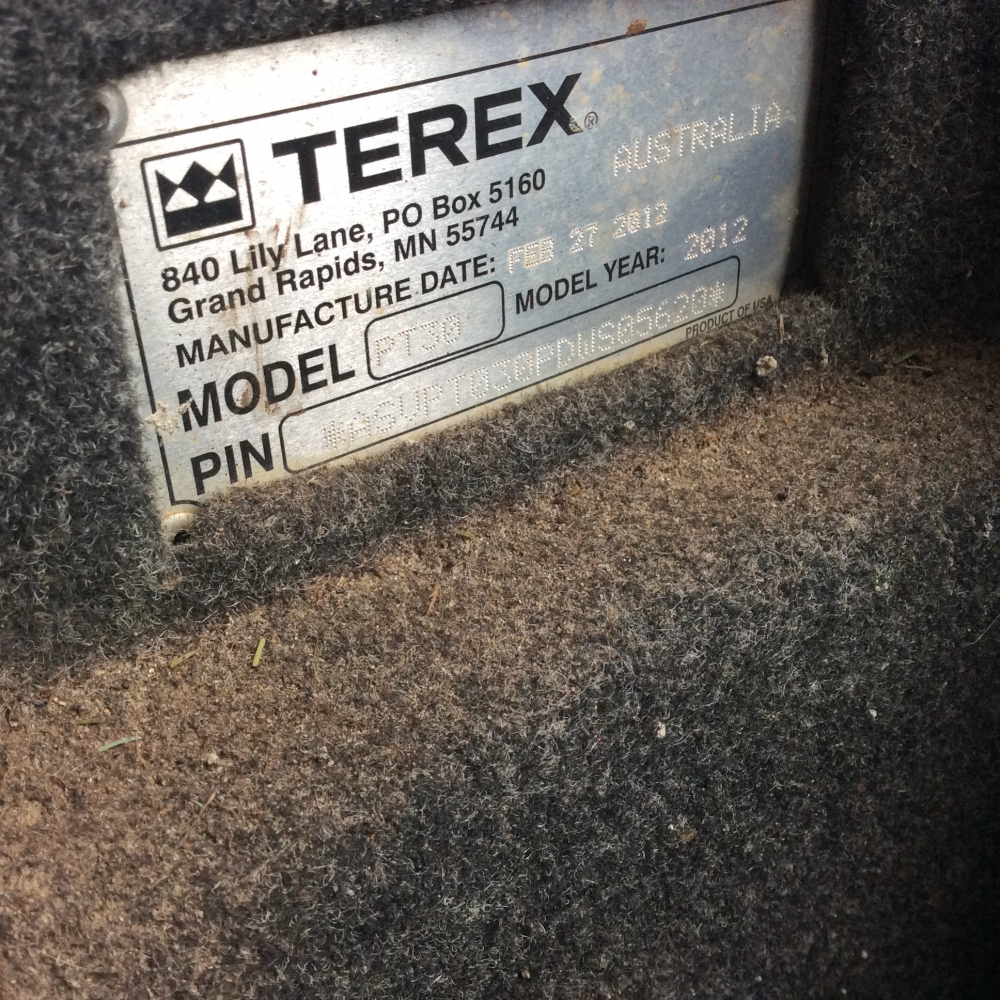 TEREX®
AUSTRALIA
840 Lily Lane, PO Box 5160
Grand Rapids, MN 55744
MANUFACTURE DATE: FEB 27 2012
MODEL YEAR: 2012
MODEL PT30
PIN *ASVPT030PDWS05620*
PRODUCT OF USA